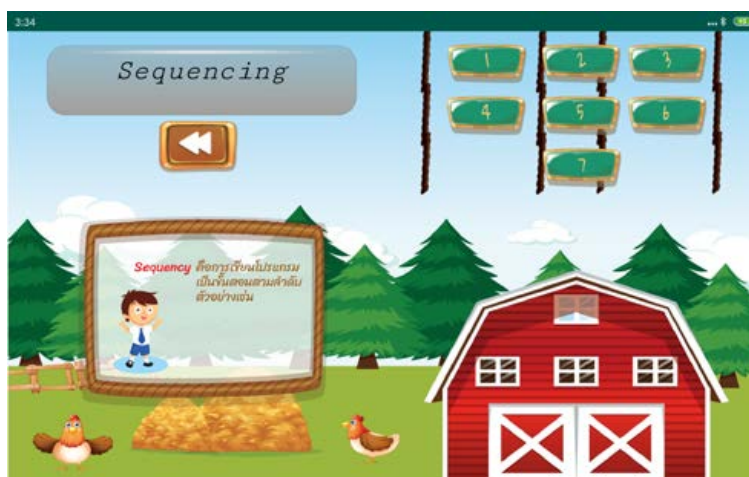 3:34
Sequencing
1 2 3
4 5 6
7
Sequency คือการเขียนโปรแกรม
เป็นขั้นตอนตามลำดับ
ตัวอย่างเช่น